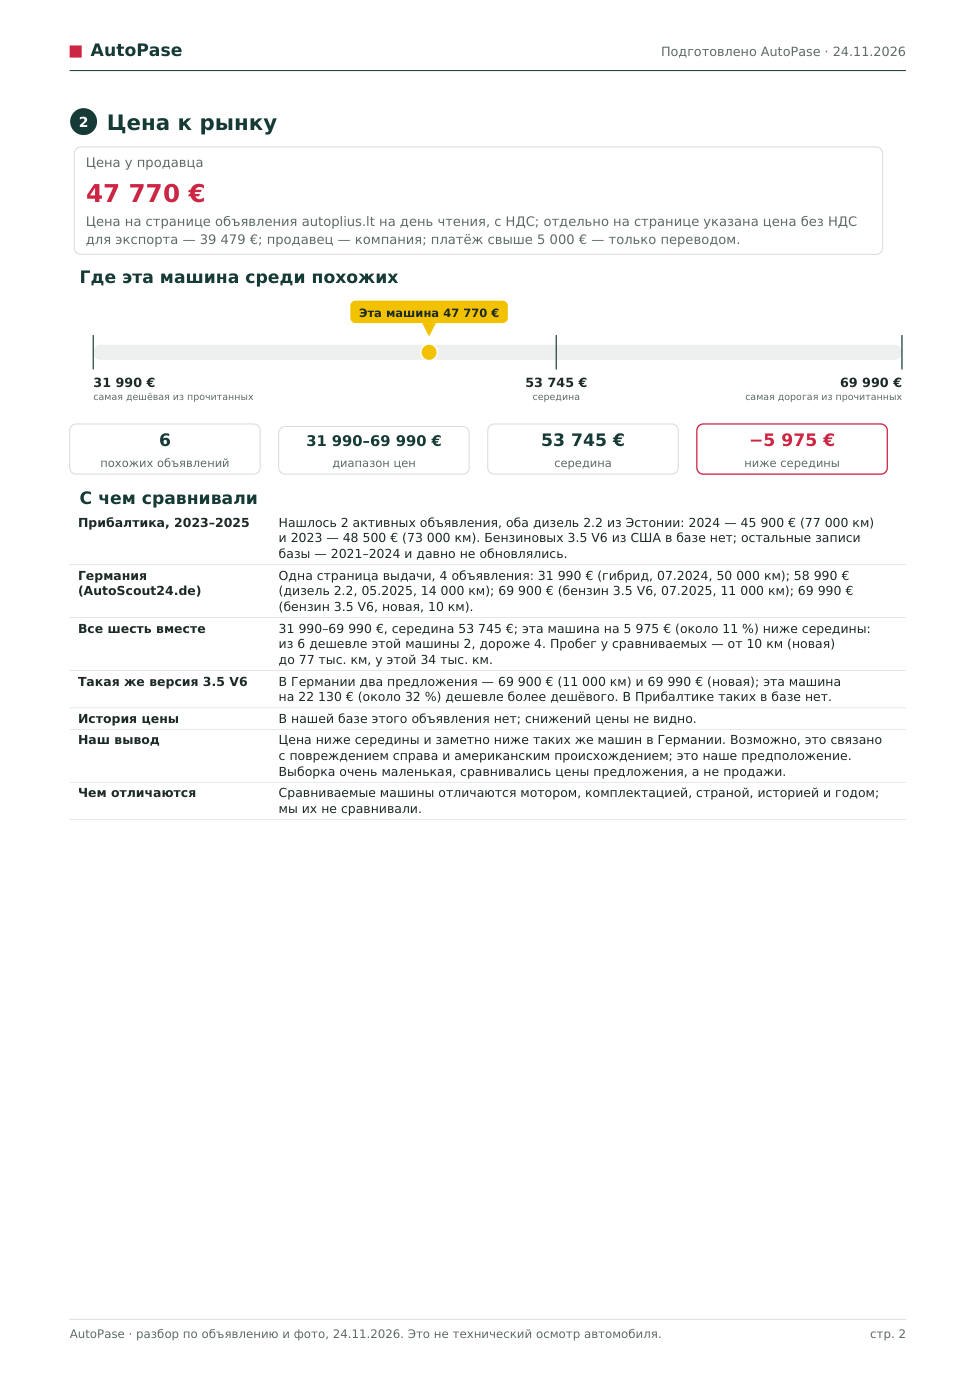 AutoPase
Подготовлено AutoPase · 24.11.2026
2 Цена к рынку
Цена у продавца
47 770 €
Цена на странице объявления autoplius.lt на день чтения, с НДС; отдельно на странице указана цена без НДС
для экспорта — 39 479 €; продавец — компания; платёж свыше 5 000 € — только переводом.
Где эта машина среди похожих
Эта машина 47 770 €
31 990 €
самая дешёвая из прочитанных
53 745 €
середина
69 990 €
самая дорогая из прочитанных
6
похожих объявлений
31 990–69 990 €
диапазон цен
53 745 €
середина
−5 975 €
ниже середины
С чем сравнивали
Прибалтика, 2023–2025
Нашлось 2 активных объявления, оба дизель 2.2 из Эстонии: 2024 — 45 900 € (77 000 км)
и 2023 — 48 500 € (73 000 км). Бензиновых 3.5 V6 из США в базе нет; остальные записи
базы — 2021–2024 и давно не обновлялись.
Германия
(AutoScout24.de)
Одна страница выдачи, 4 объявления: 31 990 € (гибрид, 07.2024, 50 000 км); 58 990 €
(дизель 2.2, 05.2025, 14 000 км); 69 900 € (бензин 3.5 V6, 07.2025, 11 000 км); 69 990 €
(бензин 3.5 V6, новая, 10 км).
Все шесть вместе
31 990–69 990 €, середина 53 745 €; эта машина на 5 975 € (около 11 %) ниже середины:
из 6 дешевле этой машины 2, дороже 4. Пробег у сравниваемых — от 10 км (новая)
до 77 тыс. км, у этой 34 тыс. км.
Такая же версия 3.5 V6
В Германии два предложения — 69 900 € (11 000 км) и 69 990 € (новая); эта машина
на 22 130 € (около 32 %) дешевле более дешёвого. В Прибалтике таких в базе нет.
История цены
В нашей базе этого объявления нет; снижений цены не видно.
Наш вывод
Цена ниже середины и заметно ниже таких же машин в Германии. Возможно, это связано
с повреждением справа и американским происхождением; это наше предположение.
Выборка очень маленькая, сравнивались цены предложения, а не продажи.
Чем отличаются
Сравниваемые машины отличаются мотором, комплектацией, страной, историей и годом;
мы их не сравнивали.
AutoPase · разбор по объявлению и фото, 24.11.2026. Это не технический осмотр автомобиля.
стр. 2